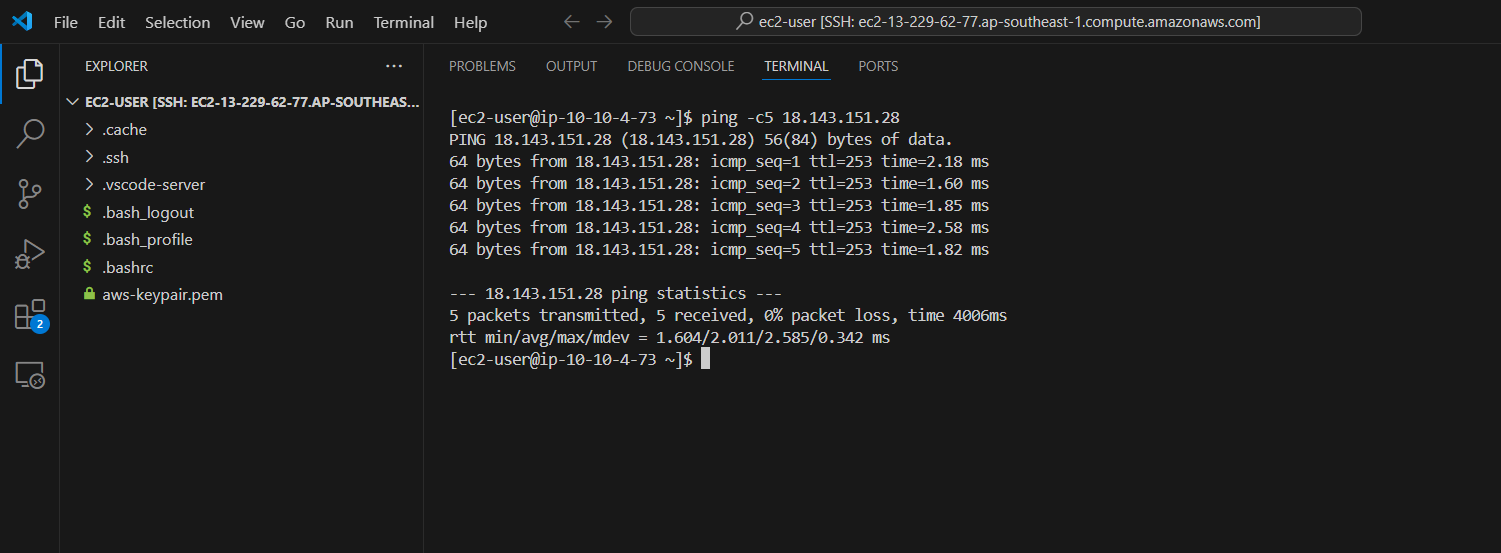 File Edit Selection View Go Run Terminal Help
ec2-user [SSH: ec2-13-229-62-77.ap-southeast-1.compute.amazonaws.com]
EXPLORER
EC2-USER [SSH: EC2-13-229-62-77.AP-SOUTHEAS...
.cache
.ssh
.vscode-server
$ .bash_logout
$ .bash_profile
$ .bashrc
aws-keypair.pem
2
PROBLEMS OUTPUT DEBUG CONSOLE TERMINAL PORTS
[ec2-user@ip-10-10-4-73 ~]$ ping -c5 18.143.151.28
PING 18.143.151.28 (18.143.151.28) 56(84) bytes of data.
64 bytes from 18.143.151.28: icmp_seq=1 ttl=253 time=2.18 ms
64 bytes from 18.143.151.28: icmp_seq=2 ttl=253 time=1.60 ms
64 bytes from 18.143.151.28: icmp_seq=3 ttl=253 time=1.85 ms
64 bytes from 18.143.151.28: icmp_seq=4 ttl=253 time=2.58 ms
64 bytes from 18.143.151.28: icmp_seq=5 ttl=253 time=1.82 ms
--- 18.143.151.28 ping statistics ---
5 packets transmitted, 5 received, 0% packet loss, time 4006ms
rtt min/avg/max/mdev = 1.604/2.011/2.585/0.342 ms
[ec2-user@ip-10-10-4-73 ~]$